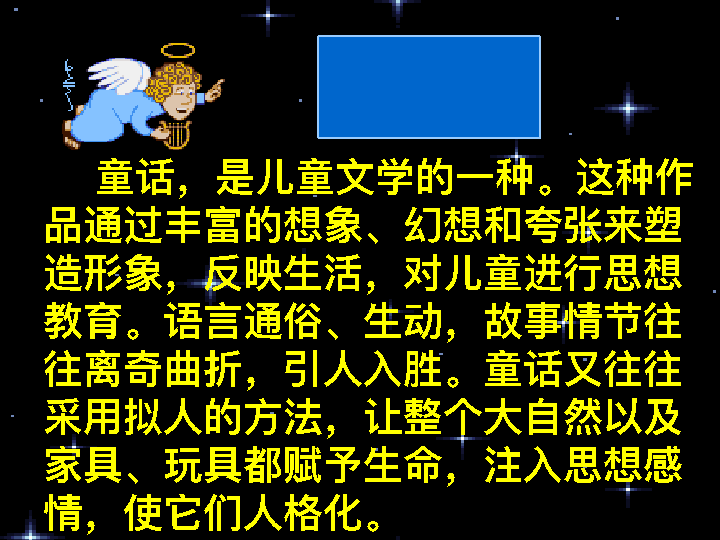 童话，是儿童文学的一种。这种作
品通过丰富的想象、幻想和夸张来塑
造形象，反映生活，对儿童进行思想
教育。语言通俗、生动，故事情节往
往离奇曲折，引人入胜。童话又往往
采用拟人的方法，让整个大自然以及
家具、玩具都赋予生命，注入思想感
情，使它们人格化。